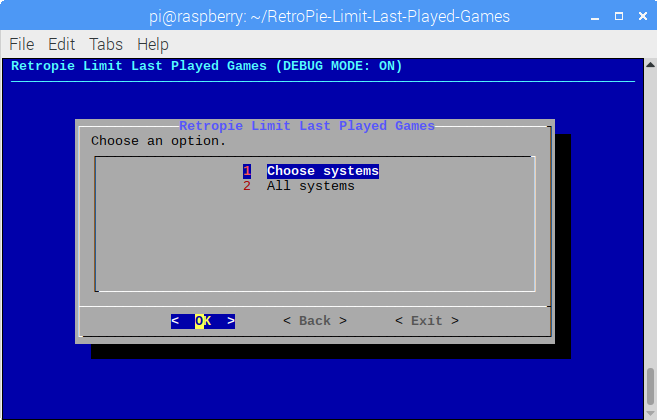 pi@raspberry: ~/RetroPie-Limit-Last-Played-Games
File Edit Tabs Help
Retropie Limit Last Played Games (DEBUG MODE: ON)
Retropie Limit Last Played Games
Choose an option.
1 Choose systems
2 All systems
< OK > < Back > < Exit >